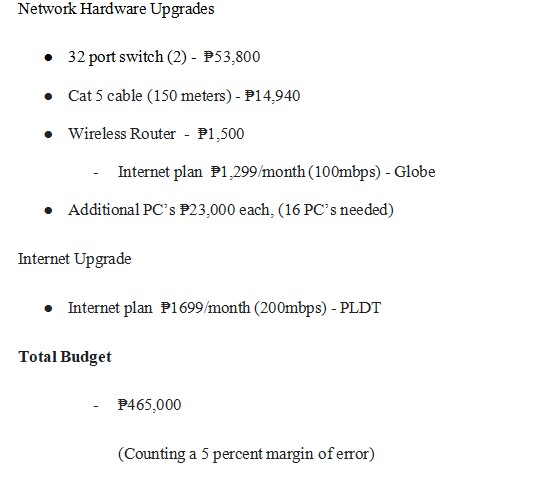 Network Hardware Upgrades
● 32 port switch (2) - ₱53,800
● Cat 5 cable (150 meters) - ₱14,940
● Wireless Router - ₱1,500
- Internet plan ₱1,299/month (100mbps) - Globe
● Additional PC's ₱23,000 each, (16 PC's needed)
Internet Upgrade
● Internet plan ₱1699/month (200mbps) - PLDT
Total Budget
- ₱465,000
(Counting a 5 percent margin of error)